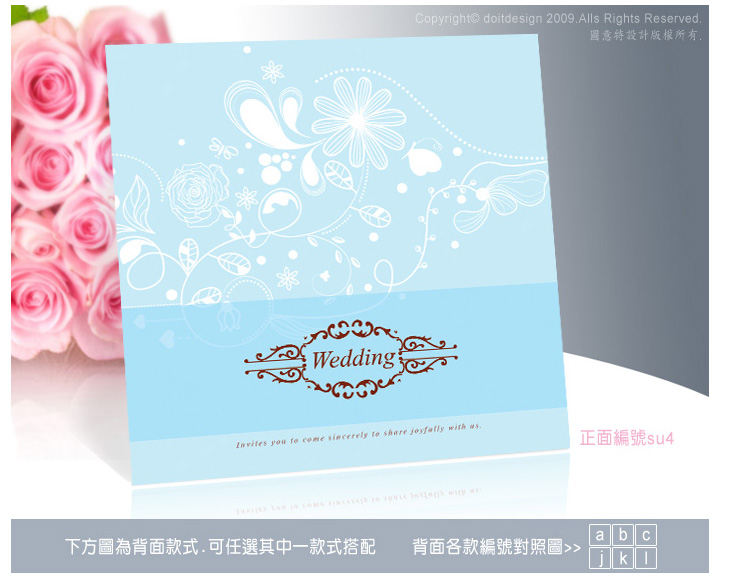 Copyright© doitdesign 2009.Alls Rights Reserved.
圖意特設計版權所有.
Wedding
Invites you to come sincerely to share joyfully with us.
正面編號su4
下方圖為背面款式.可任選其中一款式搭配 背面各款編號對照圖>>
a b c
j k l